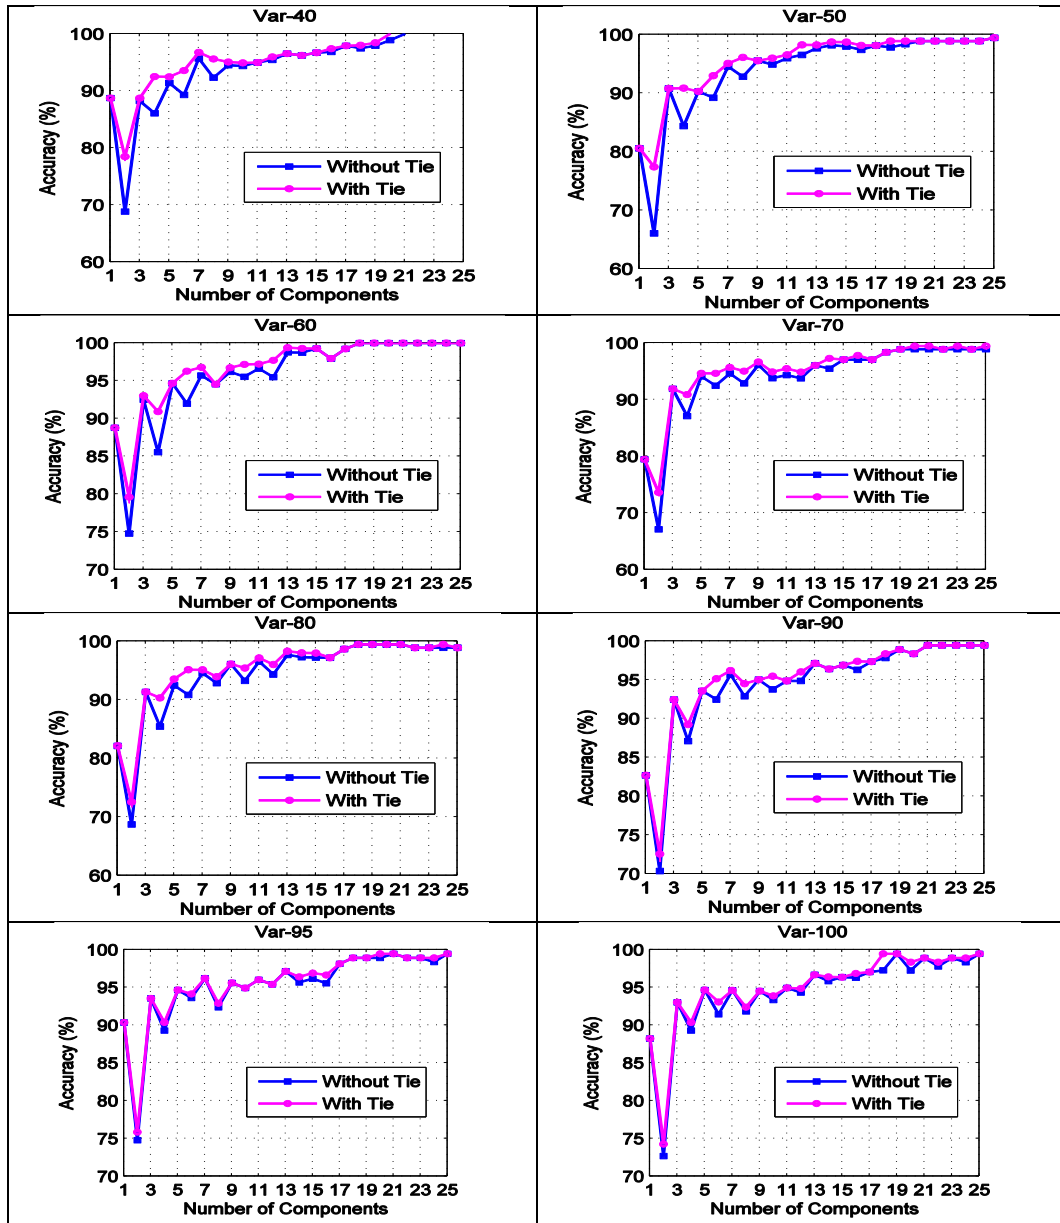 Var-40
100
90
80
70
60
Accuracy (%)
Without Tie
With Tie
1 3 5 7 9 11 13 15 17 19 21 23 25
Number of Components
Var-50
100
90
80
70
60
Accuracy (%)
Without Tie
With Tie
1 3 5 7 9 11 13 15 17 19 21 23 25
Number of Components
Var-60
100
95
90
85
80
75
70
Accuracy (%)
Without Tie
With Tie
1 3 5 7 9 11 13 15 17 19 21 23 25
Number of Components
Var-70
100
90
80
70
60
Accuracy (%)
Without Tie
With Tie
1 3 5 7 9 11 13 15 17 19 21 23 25
Number of Components
Var-80
100
90
80
70
60
Accuracy (%)
Without Tie
With Tie
1 3 5 7 9 11 13 15 17 19 21 23 25
Number of Components
Var-90
100
95
90
85
80
75
70
Accuracy (%)
Without Tie
With Tie
1 3 5 7 9 11 13 15 17 19 21 23 25
Number of Components
Var-95
100
95
90
85
80
75
70
Accuracy (%)
Without Tie
With Tie
1 3 5 7 9 11 13 15 17 19 21 23 25
Number of Components
Var-100
100
95
90
85
80
75
70
Accuracy (%)
Without Tie
With Tie
1 3 5 7 9 11 13 15 17 19 21 23 25
Number of Components